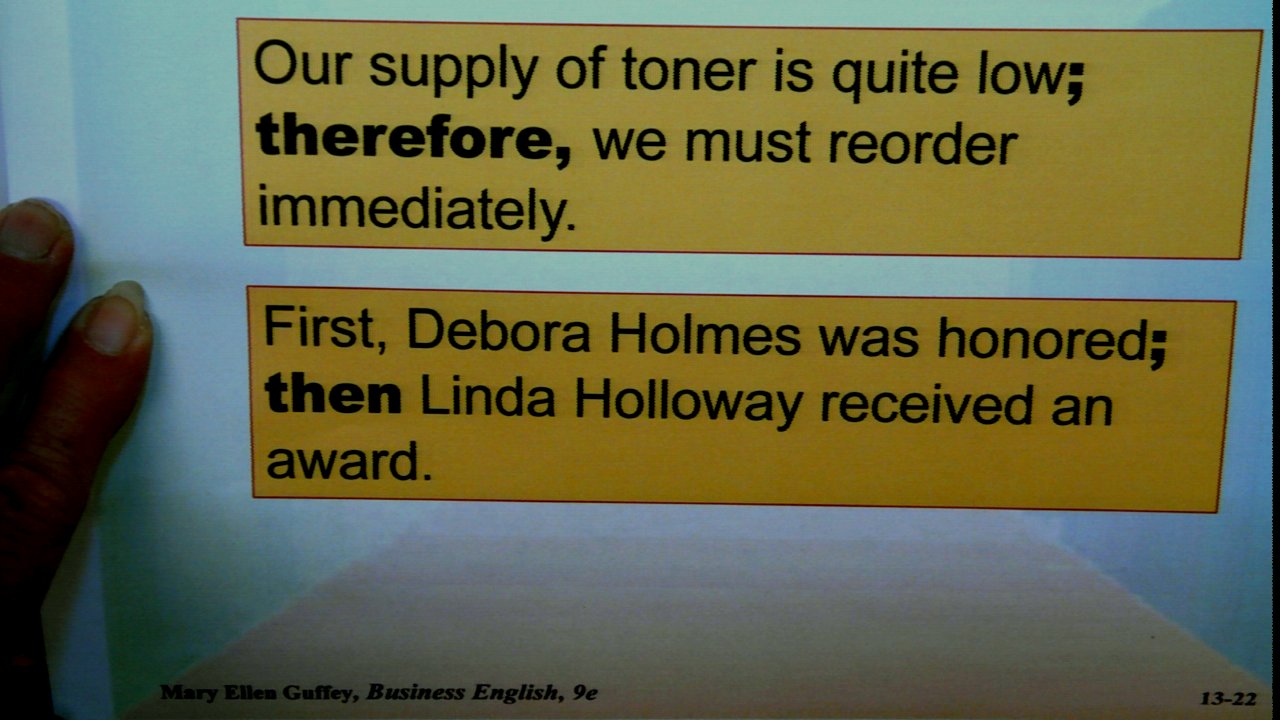 Our supply of toner is quite low;
therefore, we must reorder
immediately.
First, Debora Holmes was honored;
then Linda Holloway received an
award.
Mary Ellen Guffey, Business English, 9e
13-22